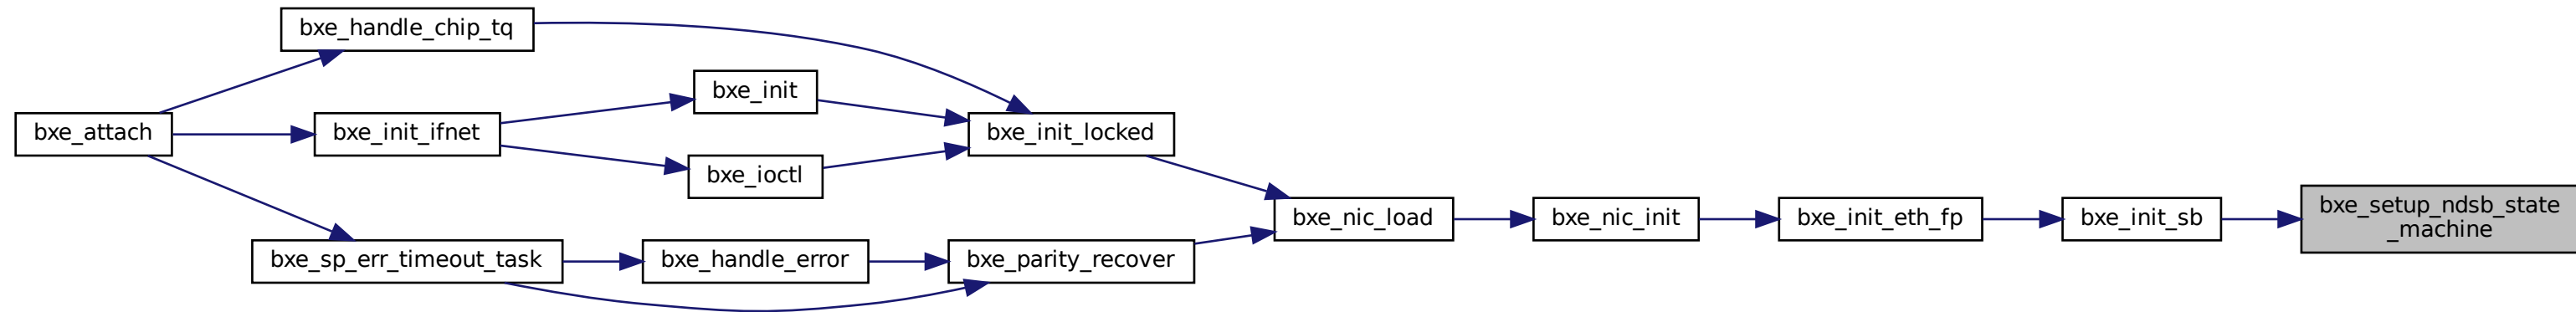 bxe_handle_chip_tq
bxe_init
bxe_attach
bxe_init_ifnet
bxe_init_locked
bxe_ioctl
bxe_nic_load
bxe_nic_init
bxe_init_eth_fp
bxe_init_sb
bxe_setup_ndsb_state
_machine
bxe_sp_err_timeout_task
bxe_handle_error
bxe_parity_recover